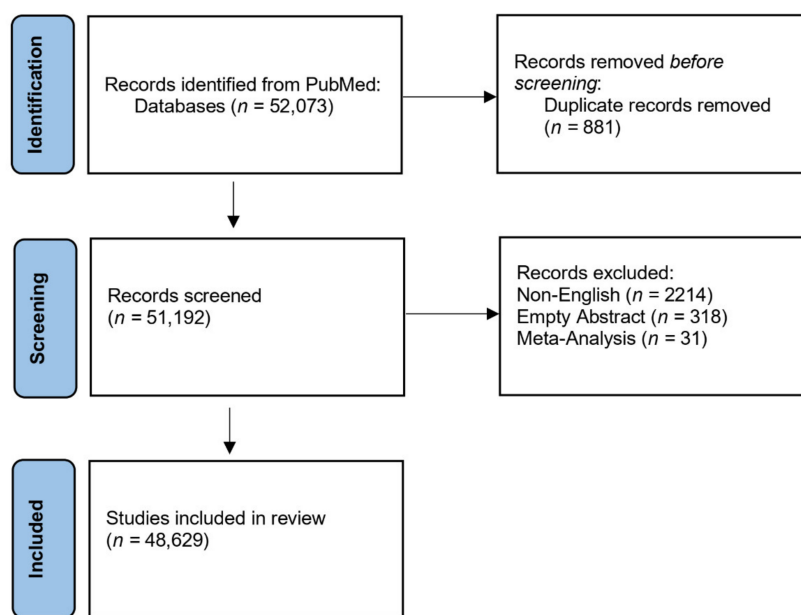 Identification
Records identified from PubMed:
Databases (n = 52,073)
Records removed before
screening:
Duplicate records removed
(n = 881)
Screening
Records screened
(n = 51,192)
Records excluded:
Non-English (n = 2214)
Empty Abstract (n = 318)
Meta-Analysis (n = 31)
Included
Studies included in review
(n = 48,629)